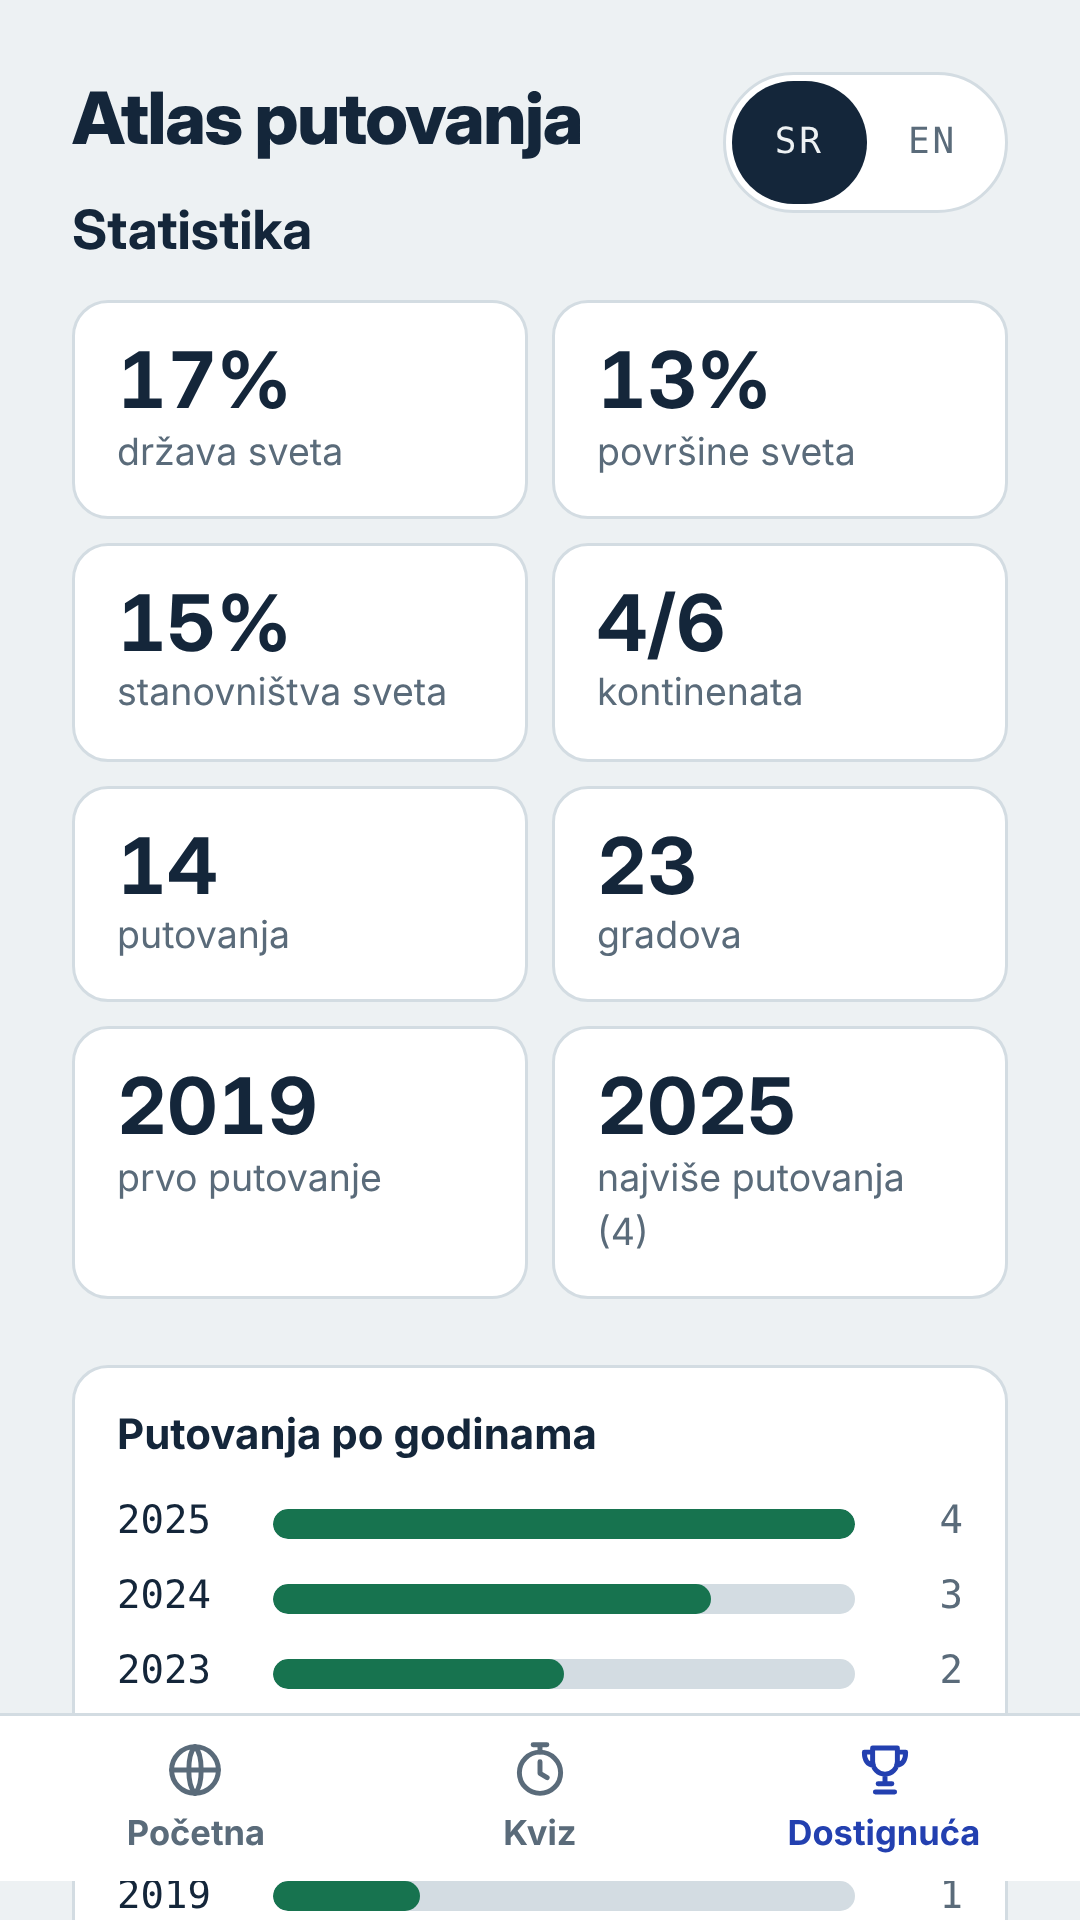 Atlas putovanja
SR EN
Statistika
17%
država sveta
13%
površine sveta
15%
stanovništva sveta
4/6
kontinenata
14
putovanja
23
gradova
2019
prvo putovanje
2025
najviše putovanja
(4)
Putovanja po godinama
2025 4
2024 3
2023 2
Početna
Kviz
Dostignuća
2019 1